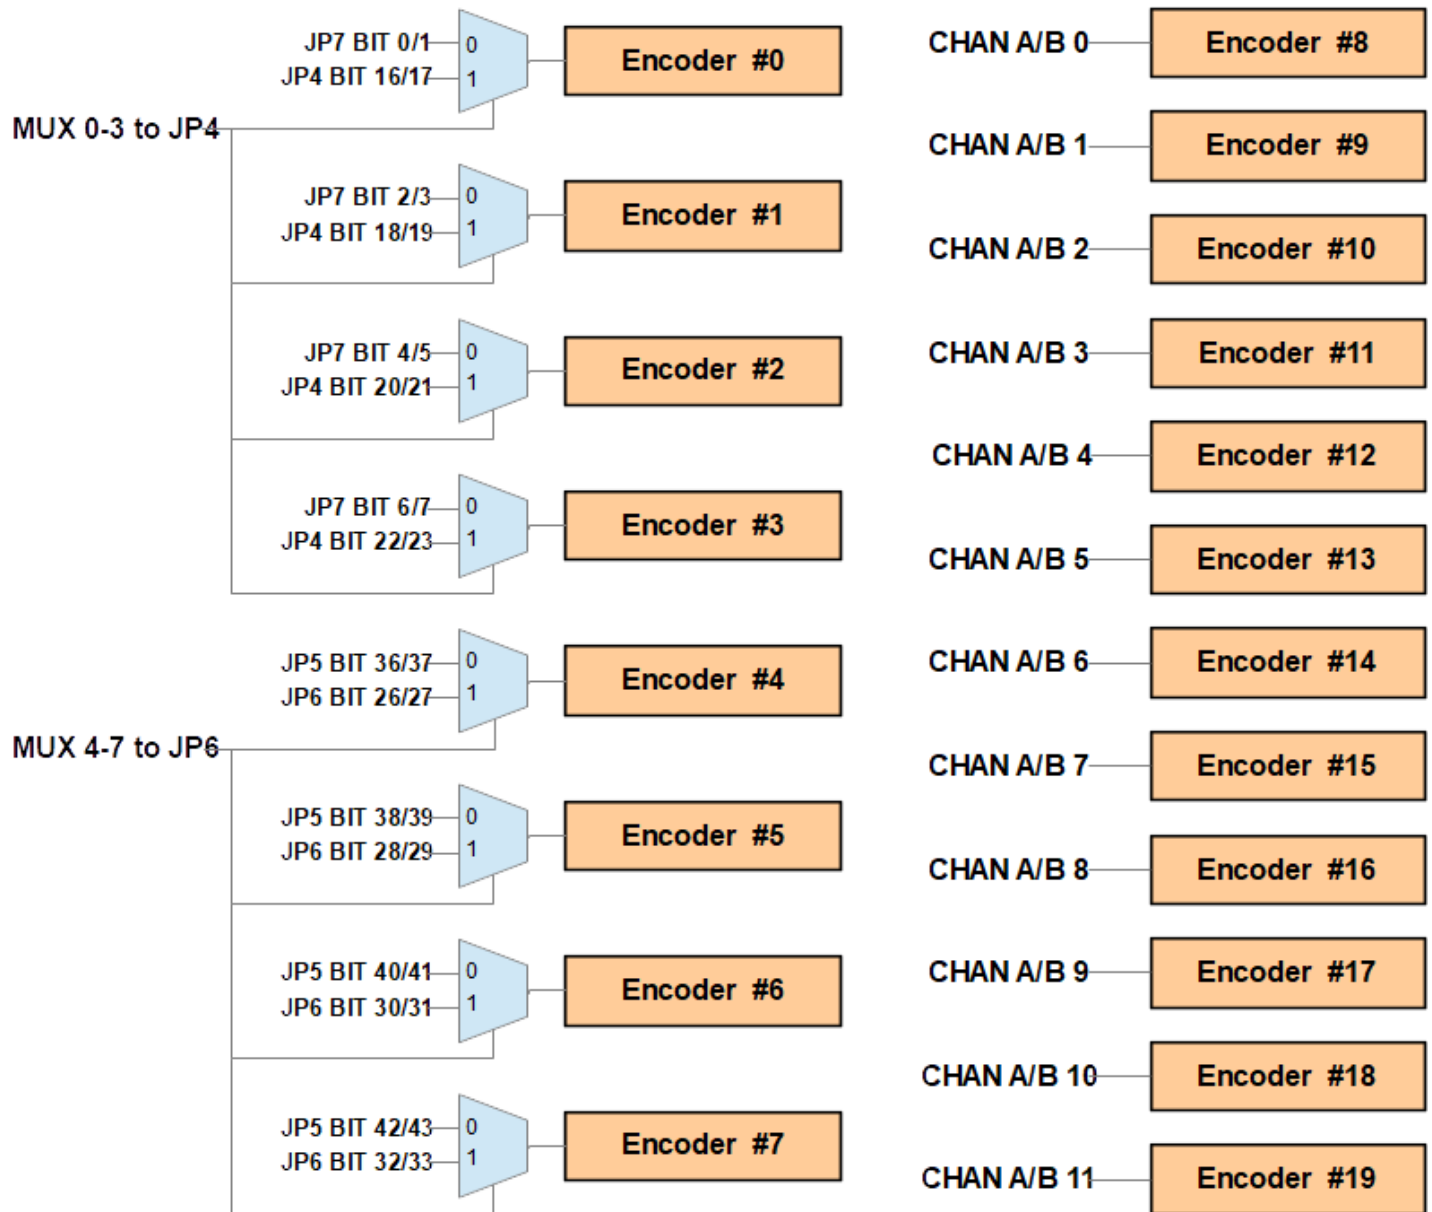 JP7 BIT 0/1
0
JP4 BIT 16/17
1
Encoder #0
MUX 0-3 to JP4
JP7 BIT 2/3
0
JP4 BIT 18/19
1
Encoder #1
JP7 BIT 4/5
0
JP4 BIT 20/21
1
Encoder #2
JP7 BIT 6/7
0
JP4 BIT 22/23
1
Encoder #3
JP5 BIT 36/37
0
JP6 BIT 26/27
1
Encoder #4
MUX 4-7 to JP6
JP5 BIT 38/39
0
JP6 BIT 28/29
1
Encoder #5
JP5 BIT 40/41
0
JP6 BIT 30/31
1
Encoder #6
JP5 BIT 42/43
0
JP6 BIT 32/33
1
Encoder #7
CHAN A/B 0
Encoder #8
CHAN A/B 1
Encoder #9
CHAN A/B 2
Encoder #10
CHAN A/B 3
Encoder #11
CHAN A/B 4
Encoder #12
CHAN A/B 5
Encoder #13
CHAN A/B 6
Encoder #14
CHAN A/B 7
Encoder #15
CHAN A/B 8
Encoder #16
CHAN A/B 9
Encoder #17
CHAN A/B 10
Encoder #18
CHAN A/B 11
Encoder #19